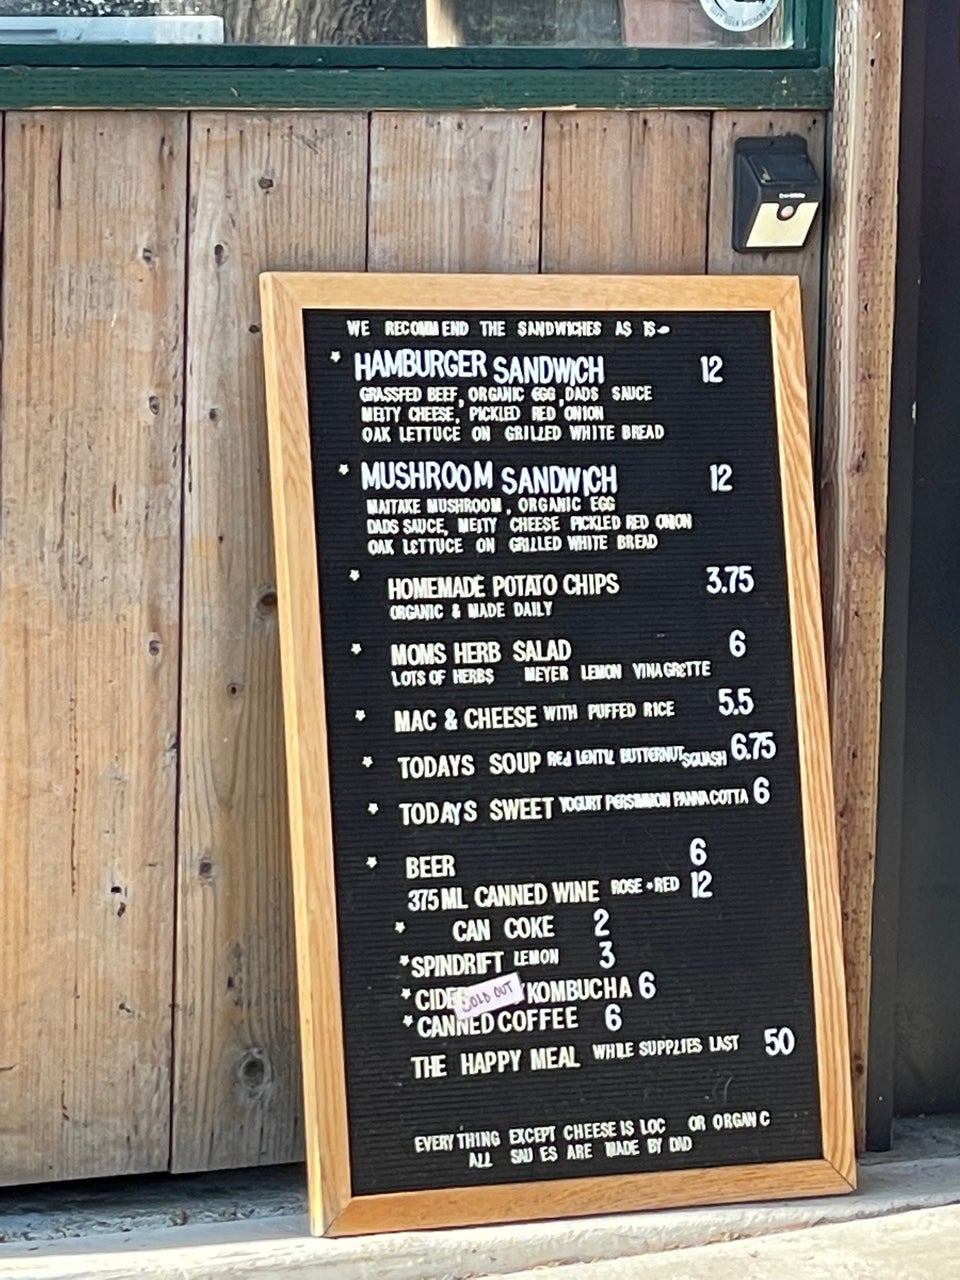 WE RECOMMEND THE SANDWICHES AS IS
* HAMBURGER SANDWICH 12
GRASSFED BEEF, ORGANIC EGG, DADS SAUCE
MELTY CHEESE, PICKLED RED ONION
OAK LETTUCE ON GRILLED WHITE BREAD
* MUSHROOM SANDWICH 12
MAITAKE MUSHROOM, ORGANIC EGG
DADS SAUCE, MELTY CHEESE PICKLED RED ONION
OAK LETTUCE ON GRILLED WHITE BREAD
* HOMEMADE POTATO CHIPS 3.75
ORGANIC & MADE DAILY
* MOMS HERB SALAD 6
LOTS OF HERBS MEYER LEMON VINAGRETTE
* MAC & CHEESE WITH PUFFED RICE 5.5
* TODAYS SOUP REd LENTIL BUTTERNUT SQUASH 6.75
* TODAYS SWEET YOGURT PERSIMMON PANNA COTTA 6
* BEER 6
375 ML CANNED WINE ROSE + RED 12
* CAN COKE 2
* SPINDRIFT LEMON 3
* CIDER SOLD OUT KOMBUCHA 6
* CANNED COFFEE 6
THE HAPPY MEAL WHILE SUPPLIES LAST 50
EVERYTHING EXCEPT CHEESE IS LOC OR ORGAN C
ALL SAU ES ARE MADE BY DAD